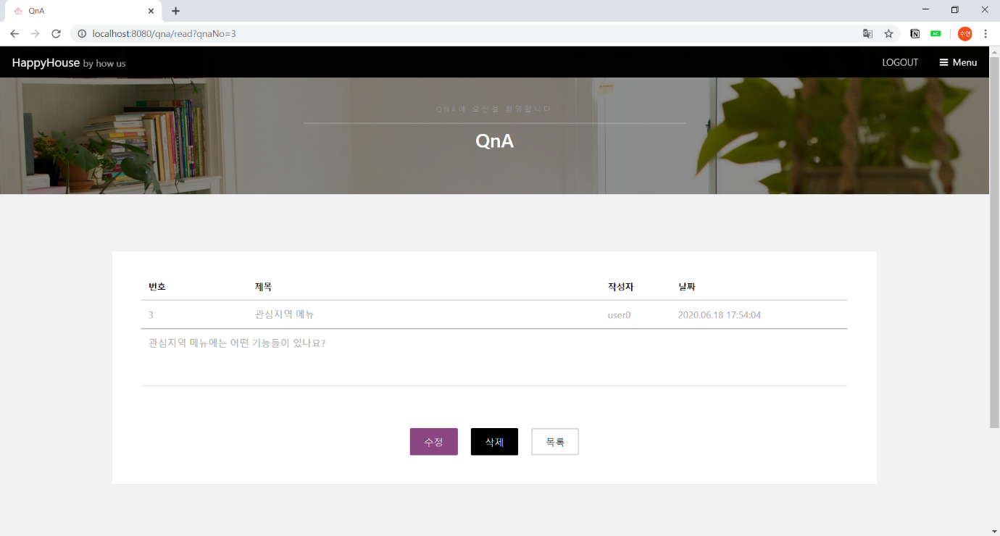 QnA
localhost:8080/qna/read?qnaNo=3
AC
수연
HappyHouse by how us
LOGOUT
Menu
QNA에 오신걸 환영합니다
QnA
번호 제목 작성자 날짜
3 관심지역 메뉴 user0 2020.06.18 17:54:04
관심지역 메뉴에는 어떤 기능들이 있나요?
수정 삭제 목록